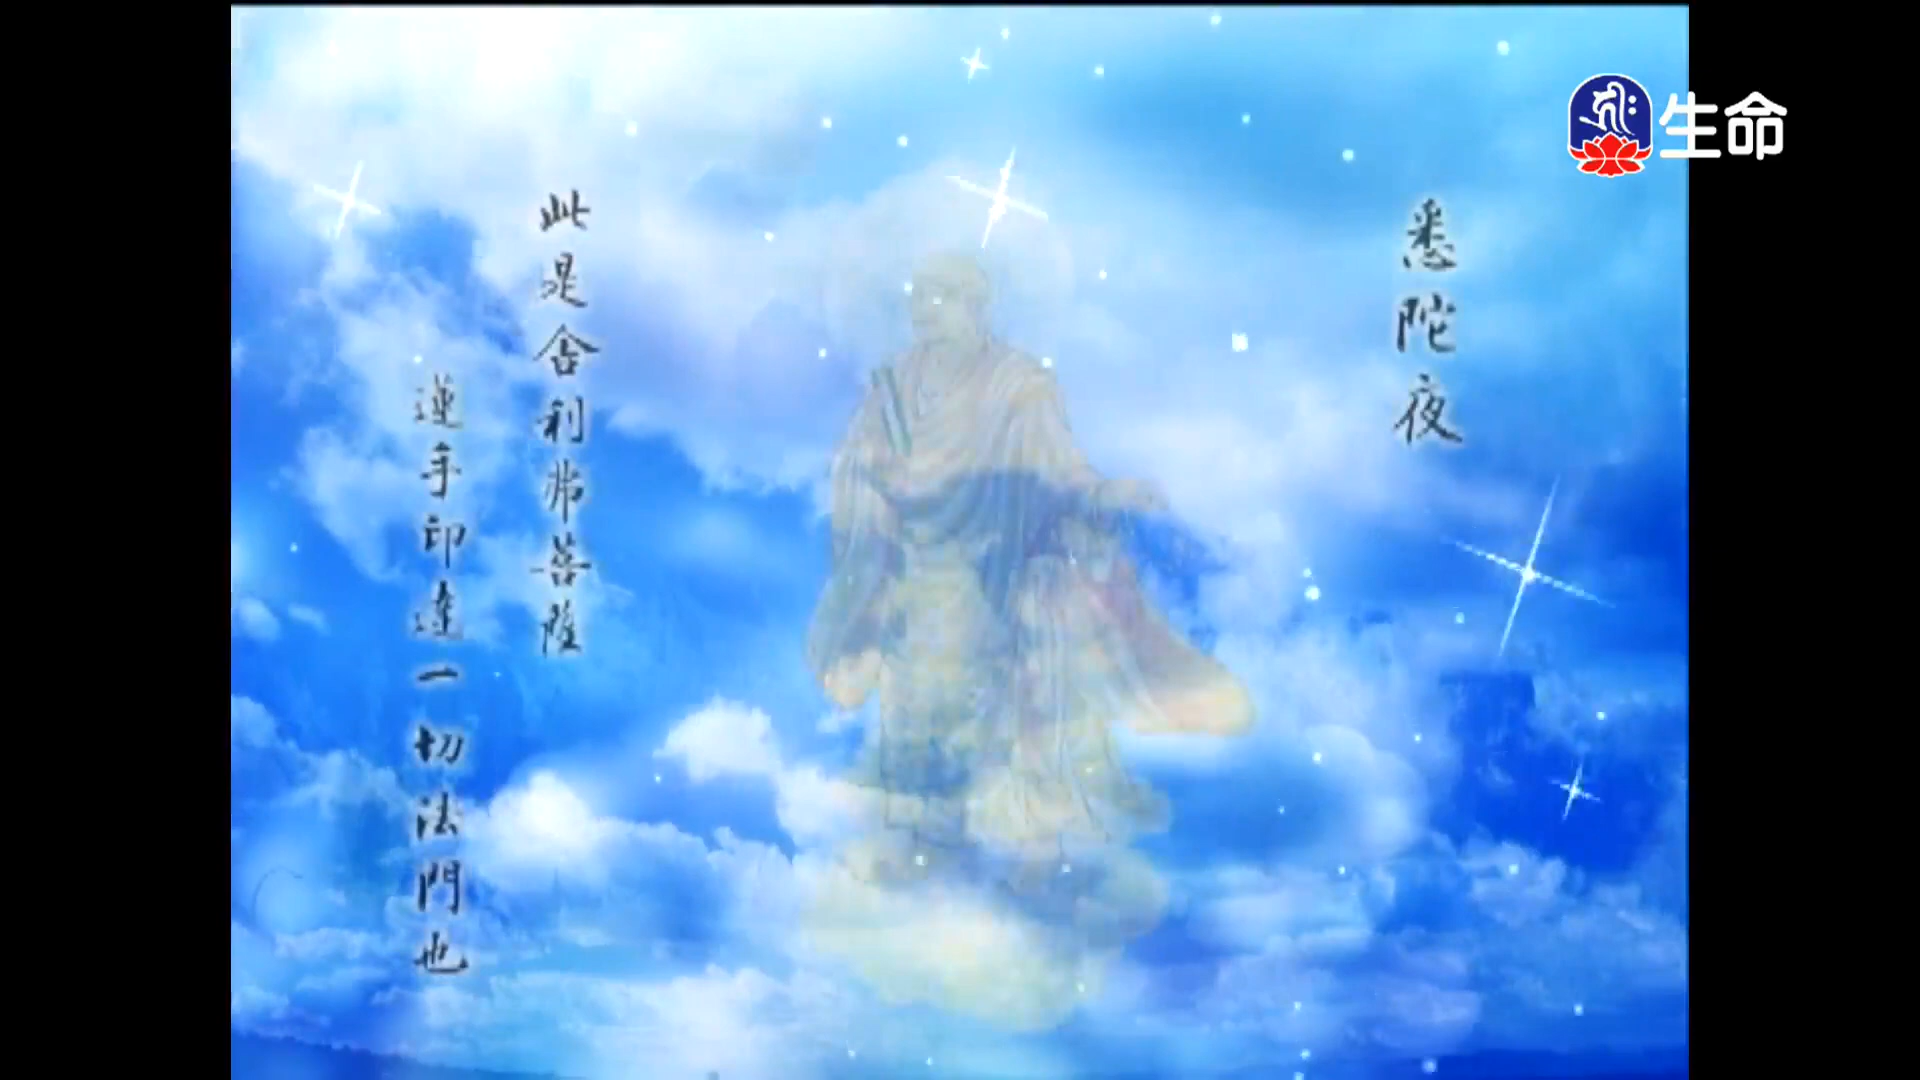 生命
悉陀夜
此是舍利弗菩薩
運手印達一切法門也